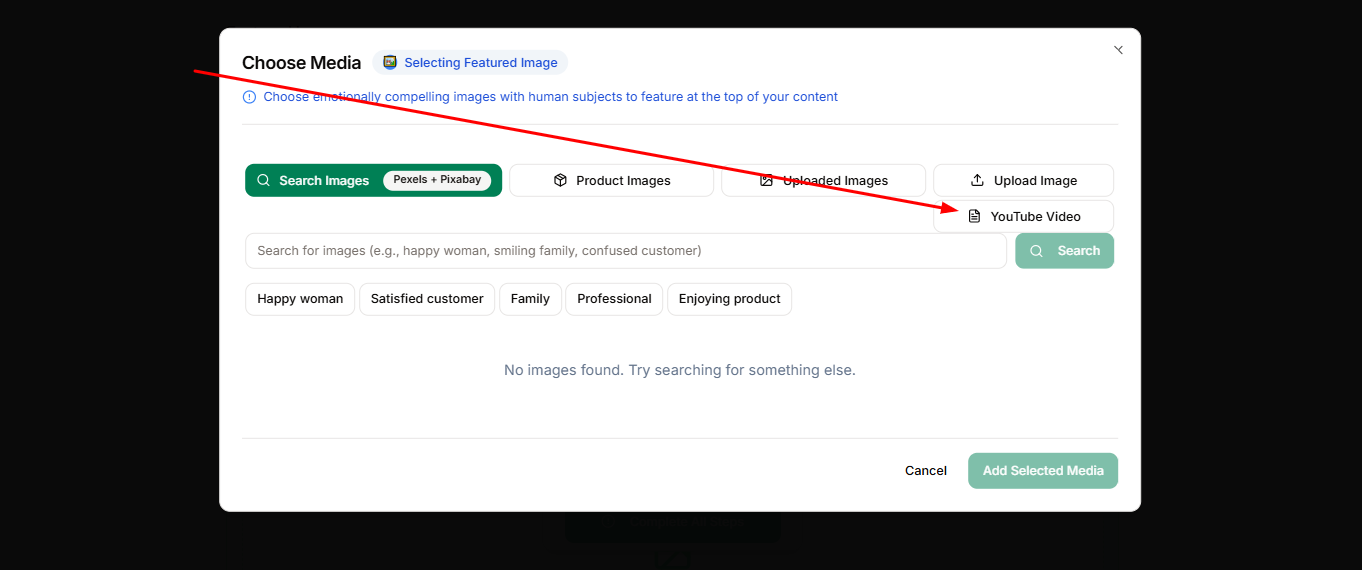 Choose Media Selecting Featured Image
Choose emotionally compelling images with human subjects to feature at the top of your content
Search Images Pexels + Pixabay Product Images Uploaded Images Upload Image
YouTube Video
Search for images (e.g., happy woman, smiling family, confused customer) Search
Happy woman Satisfied customer Family Professional Enjoying product
No images found. Try searching for something else.
Cancel Add Selected Media